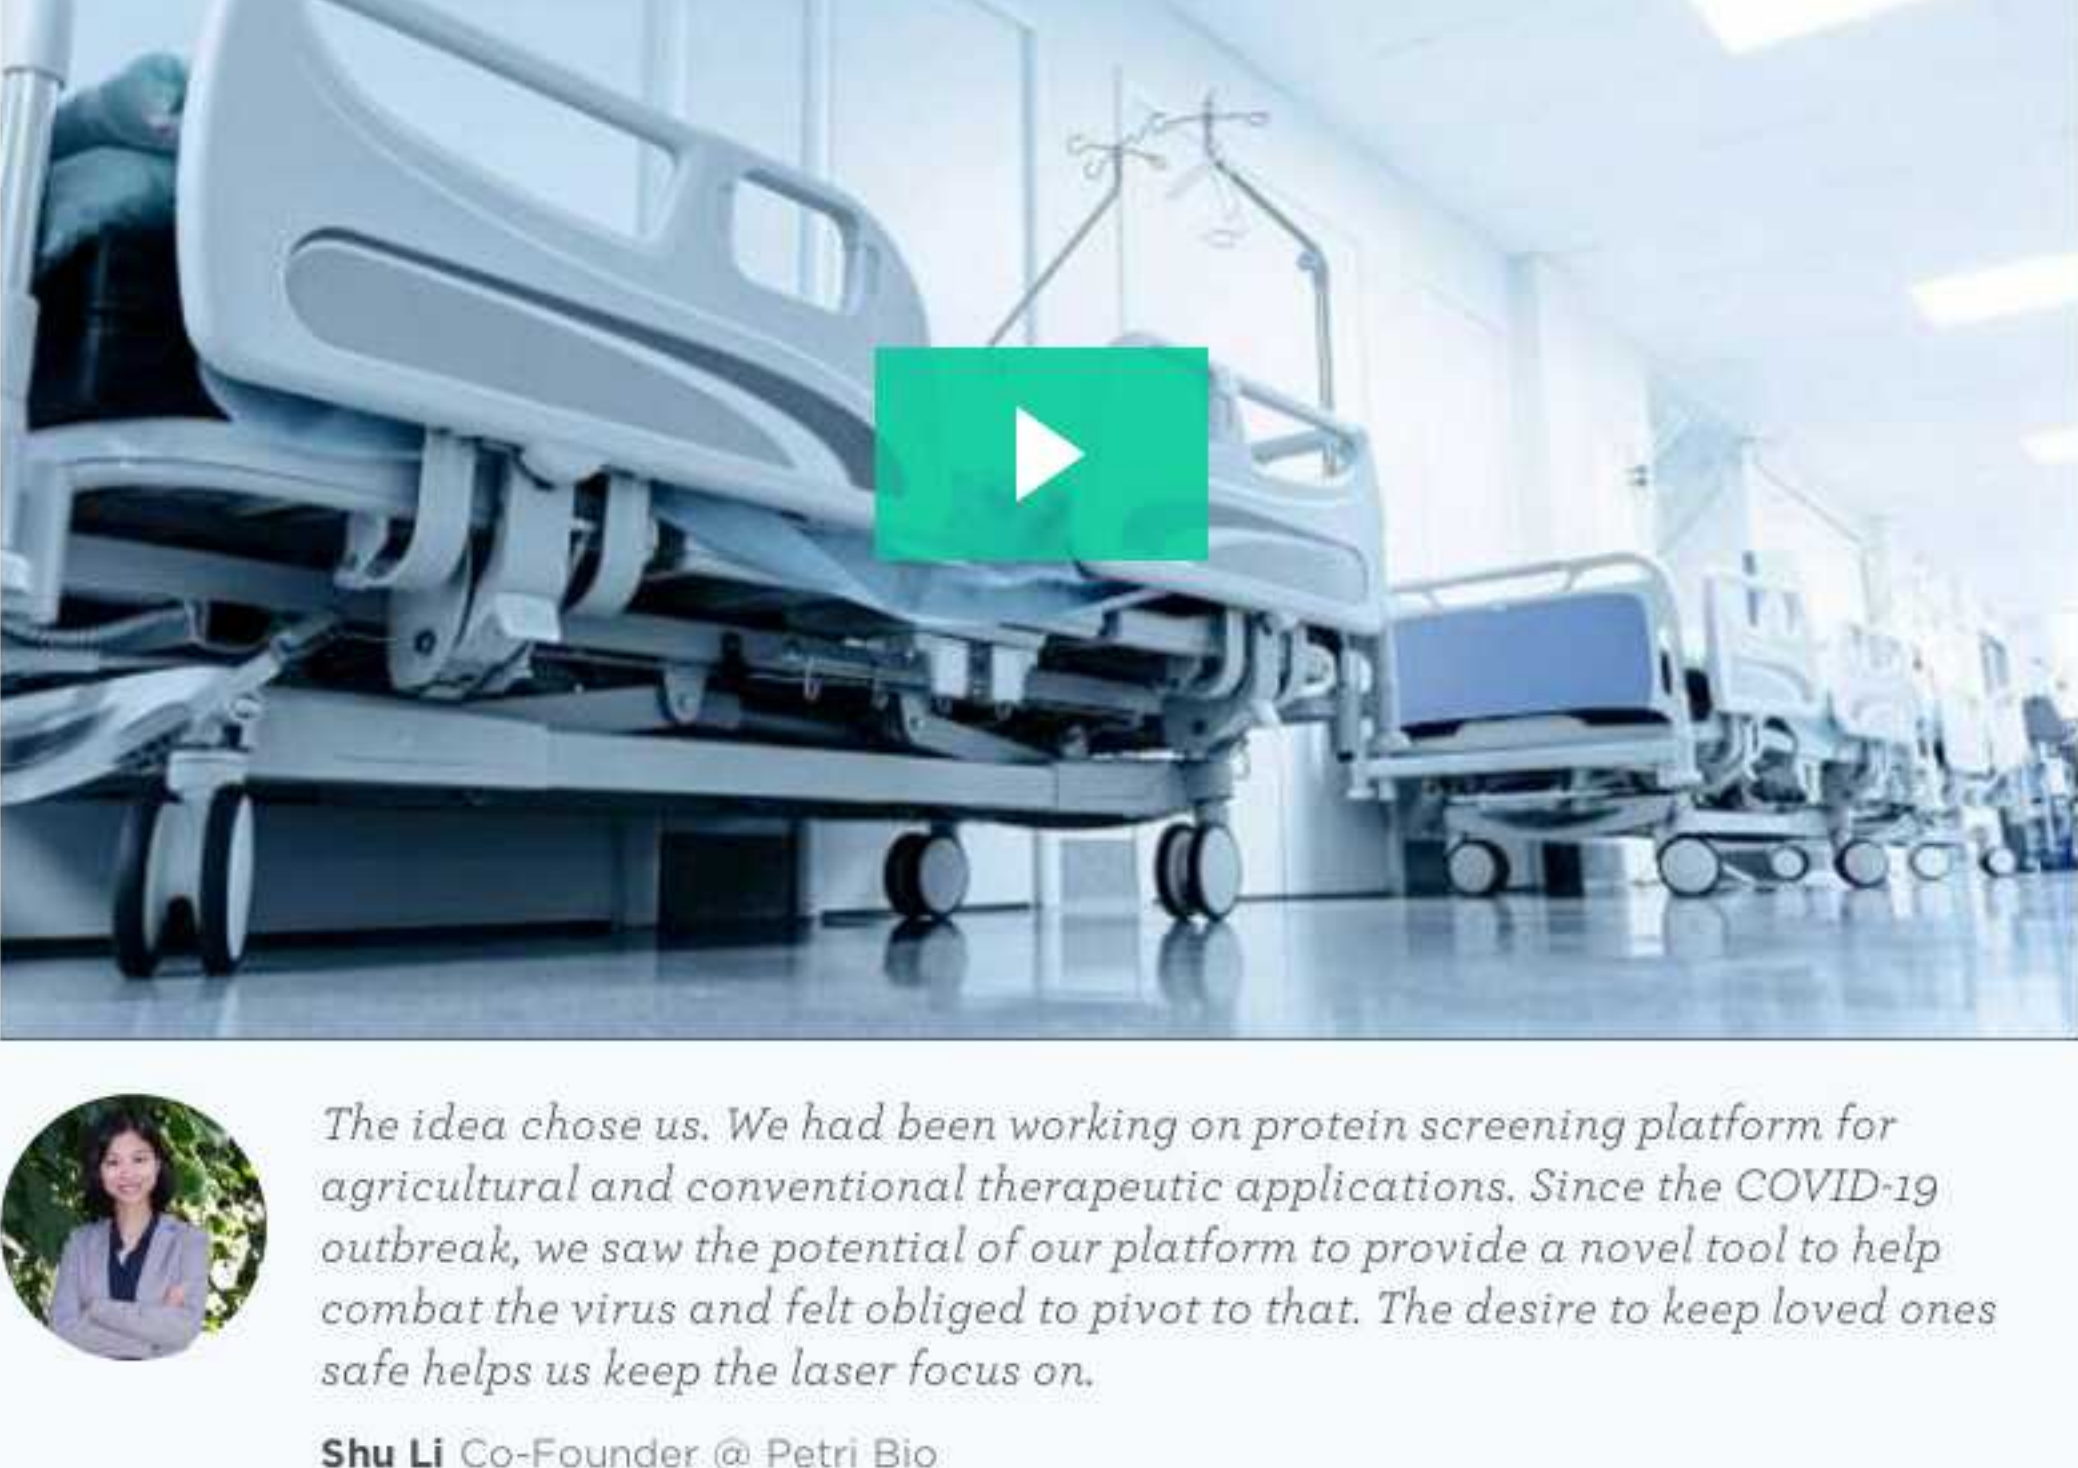 The idea chose us. We had been working on protein screening platform for
agricultural and conventional therapeutic applications. Since the COVID-19
outbreak, we saw the potential of our platform to provide a novel tool to help
combat the virus and felt obliged to pivot to that. The desire to keep loved ones
safe helps us keep the laser focus on.
Shu Li Co-Founder @ Petri Bio